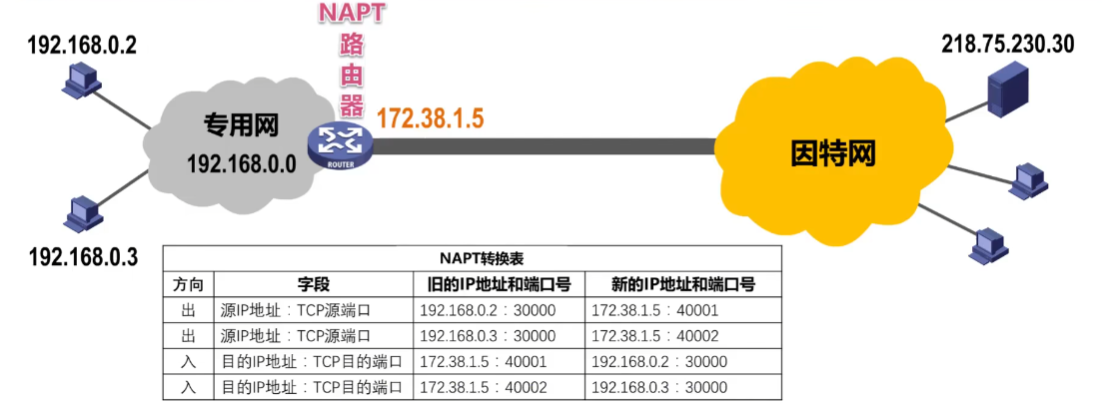 NAPT
路
由
器
192.168.0.2
218.75.230.30
172.38.1.5
专用网
192.168.0.0
ROUTER
因特网
192.168.0.3
NAPT转换表
方向 字段 旧的IP地址和端口号 新的IP地址和端口号
出 源IP地址：TCP源端口 192.168.0.2：30000 172.38.1.5：40001
出 源IP地址：TCP源端口 192.168.0.3：30000 172.38.1.5：40002
入 目的IP地址：TCP目的端口 172.38.1.5：40001 192.168.0.2：30000
入 目的IP地址：TCP目的端口 172.38.1.5：40002 192.168.0.3：30000